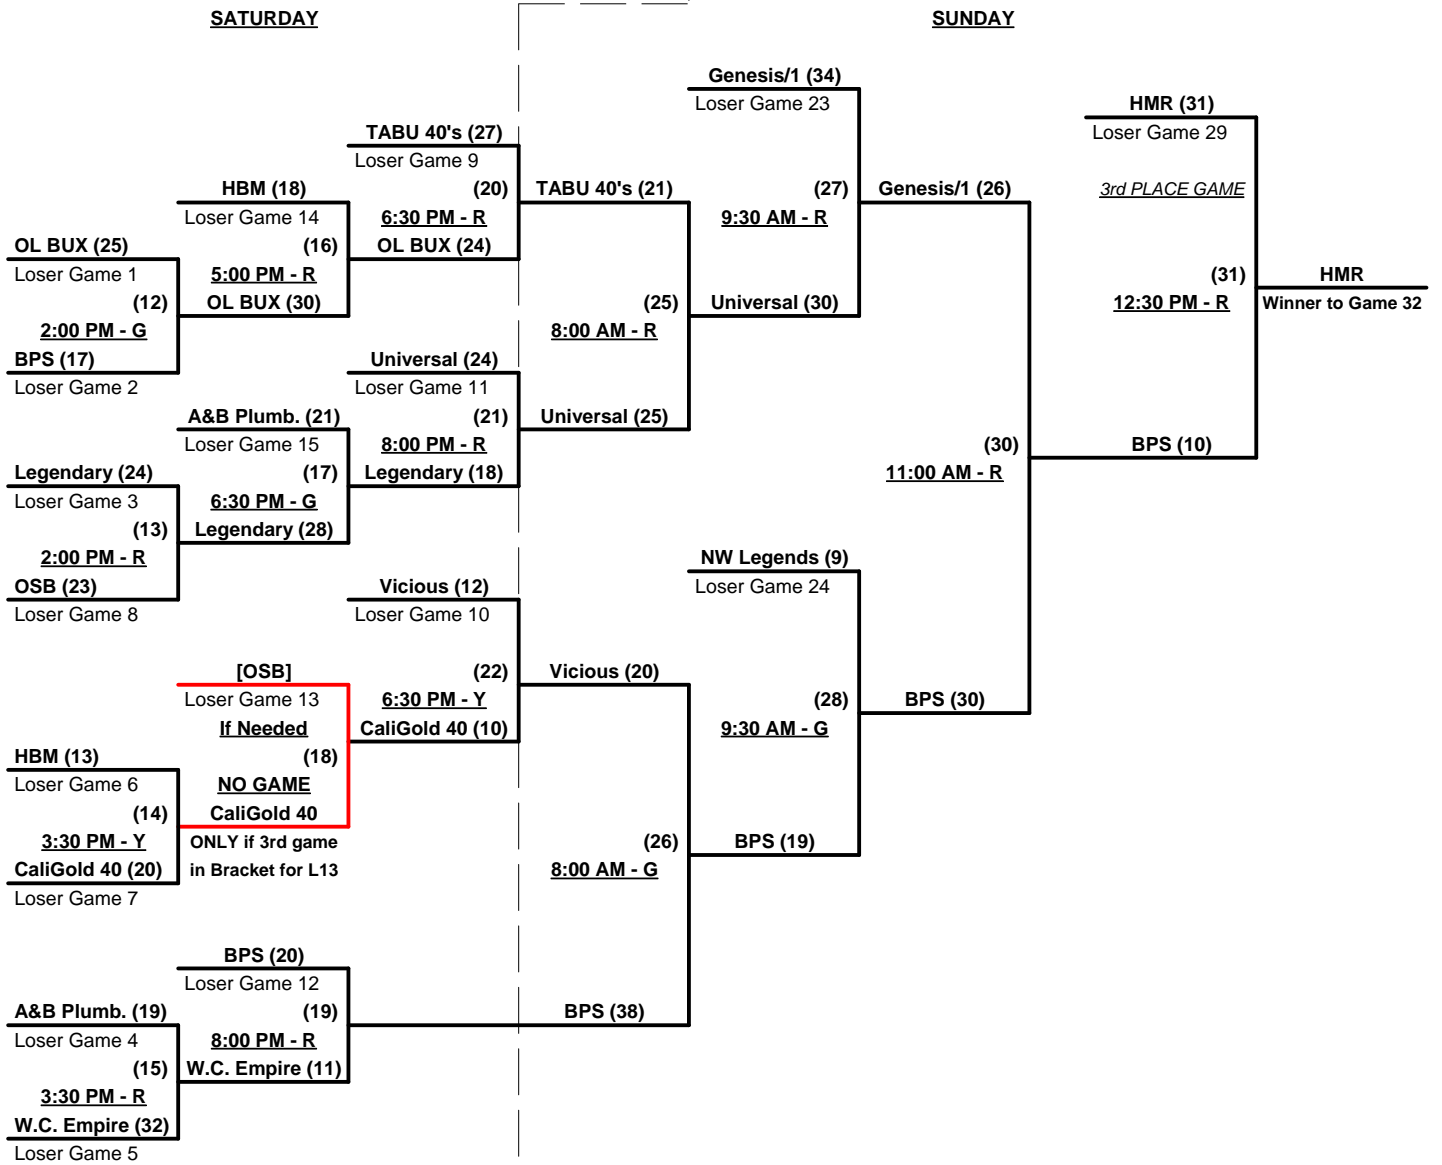 SATURDAY
SUNDAY
Genesis/1 (34)
Loser Game 23
HMR (31)
Loser Game 29
TABU 40's (27)
Loser Game 9
HBM (18)
Loser Game 14
(20)
6:30 PM - R
TABU 40's (21)
(27)
9:30 AM - R
Genesis/1 (26)
3rd PLACE GAME
OL BUX (25)
Loser Game 1
(16)
5:00 PM - R
OL BUX (24)
(12)
2:00 PM - G
OL BUX (30)
(25)
8:00 AM - R
Universal (30)
(31)
12:30 PM - R
HMR
Winner to Game 32
BPS (17)
Loser Game 2
Universal (24)
Loser Game 11
A&B Plumb. (21)
Loser Game 15
(21)
8:00 PM - R
Universal (25)
(30)
11:00 AM - R
BPS (10)
Legendary (24)
Loser Game 3
(17)
6:30 PM - G
Legendary (18)
(13)
2:00 PM - R
Legendary (28)
OSB (23)
Loser Game 8
Vicious (12)
Loser Game 10
NW Legends (9)
Loser Game 24
[OSB]
Loser Game 13
If Needed
(22)
6:30 PM - Y
Vicious (20)
(28)
9:30 AM - G
BPS (30)
CaliGold 40 (10)
HBM (13)
Loser Game 6
(18)
NO GAME
CaliGold 40
(14)
3:30 PM - Y
ONLY if 3rd game
in Bracket for L13
(26)
8:00 AM - G
BPS (19)
CaliGold 40 (20)
Loser Game 7
BPS (20)
Loser Game 12
A&B Plumb. (19)
Loser Game 4
(19)
8:00 PM - R
BPS (38)
(15)
3:30 PM - R
W.C. Empire (11)
W.C. Empire (32)
Loser Game 5